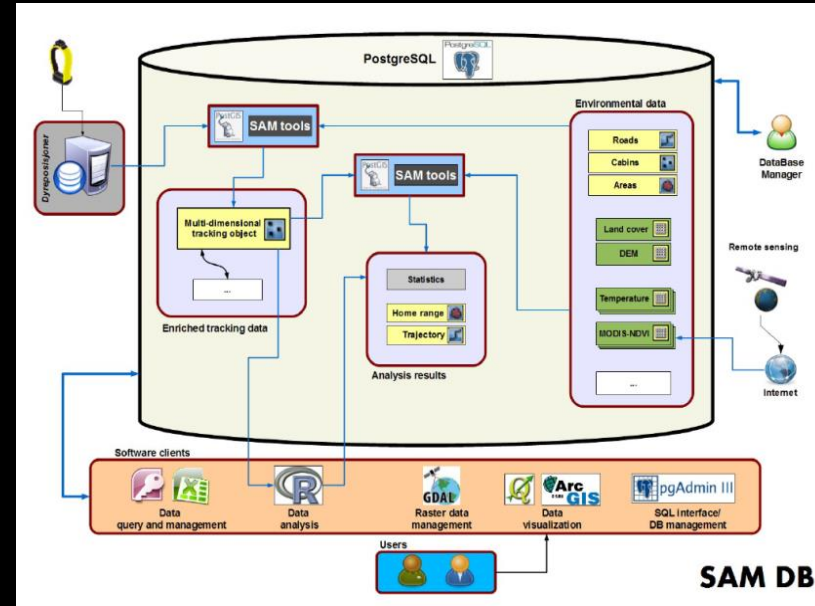 PostgreSQL
PostgreSQL
Dyreposisjoner
PostGIS
SAM tools
PostGIS
SAM tools
Multi-dimensional
tracking object
...
Enriched tracking data
Statistics
Home range
Trajectory
Analysis results
Environmental data
Roads
Cabins
Areas
Land cover
DEM
Temperature
MODIS-NDVI
...
DataBase
Manager
Remote sensing
Internet
Software clients
Data
query and management
R
Data
analysis
GDAL
Raster data
management
Arc
GIS
Data
visualization
pgAdmin III
SQL interface/
DB management
Users
SAM DB